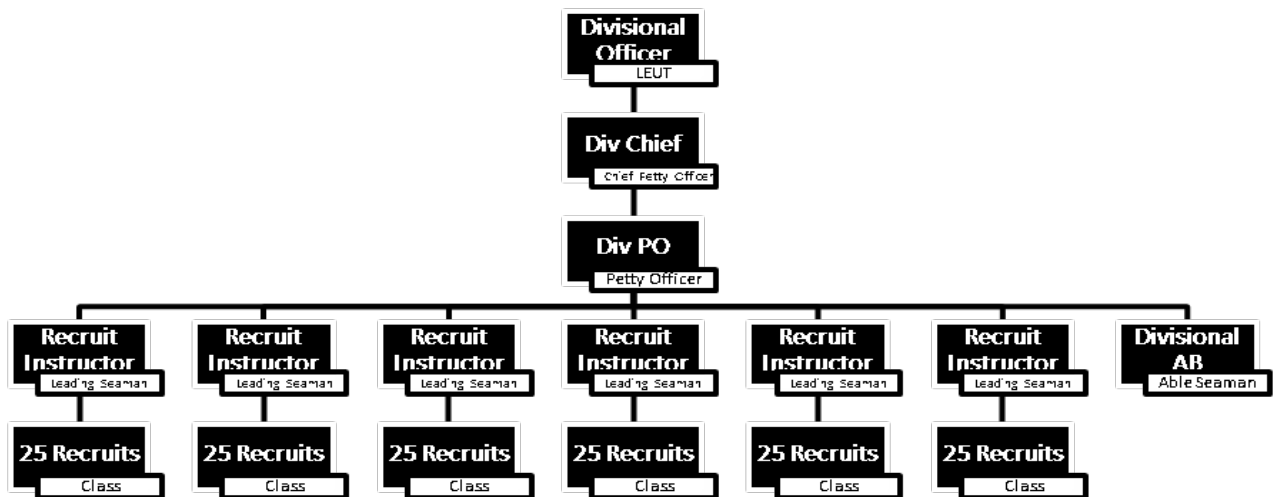 Divisional
Officer
LEUT
Div Chief
Chief Petty Officer
Div PO
Petty Officer
Recruit
Instructor
Leading Seaman
Recruit
Instructor
Leading Seaman
Recruit
Instructor
Leading Seaman
Recruit
Instructor
Leading Seaman
Recruit
Instructor
Leading Seaman
Recruit
Instructor
Leading Seaman
Divisional
AB
Able Seaman
25 Recruits
Class
25 Recruits
Class
25 Recruits
Class
25 Recruits
Class
25 Recruits
Class
25 Recruits
Class